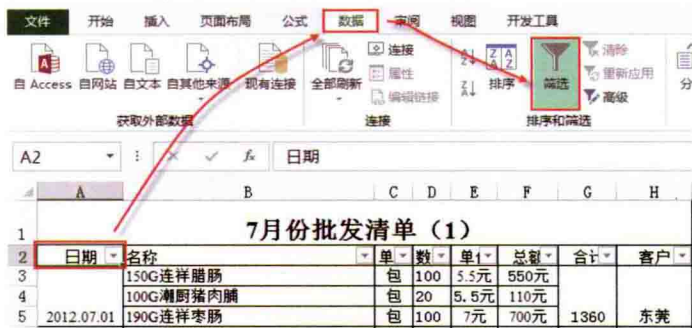 文件 开始 插入 页面布局 公式 数据 审阅 视图 开发工具
连接 清除
属性 重新应用
自 Access 自网站 自文本 自其他来源 现有连接 全部刷新 编辑链接 排序 筛选 高级 分
获取外部数据 连接 排序和筛选
A2 fx 日期
A B C D E F G H
1 7月份批发清单（1）
2 日期 名称 单 数 单 总额 合 客户
3 150G连祥腊肠 包 100 5.5元 550元
4 100G潮厨猪肉脯 包 20 5.5元 110元
5 2012.07.01 190G连祥枣肠 包 100 7元 700元 1360 东莞